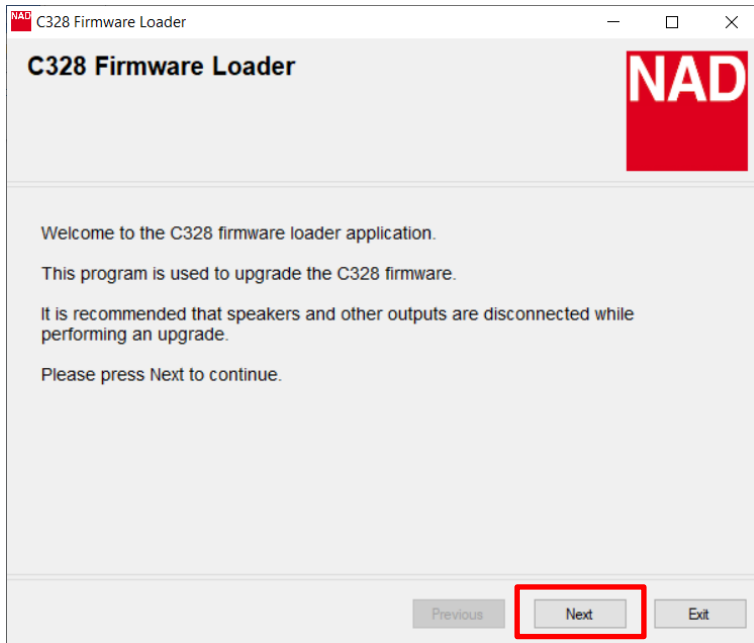 NAD C328 Firmware Loader
C328 Firmware Loader
NAD
Welcome to the C328 firmware loader application.
This program is used to upgrade the C328 firmware.
It is recommended that speakers and other outputs are disconnected while
performing an upgrade.
Please press Next to continue.
Previous Next Exit